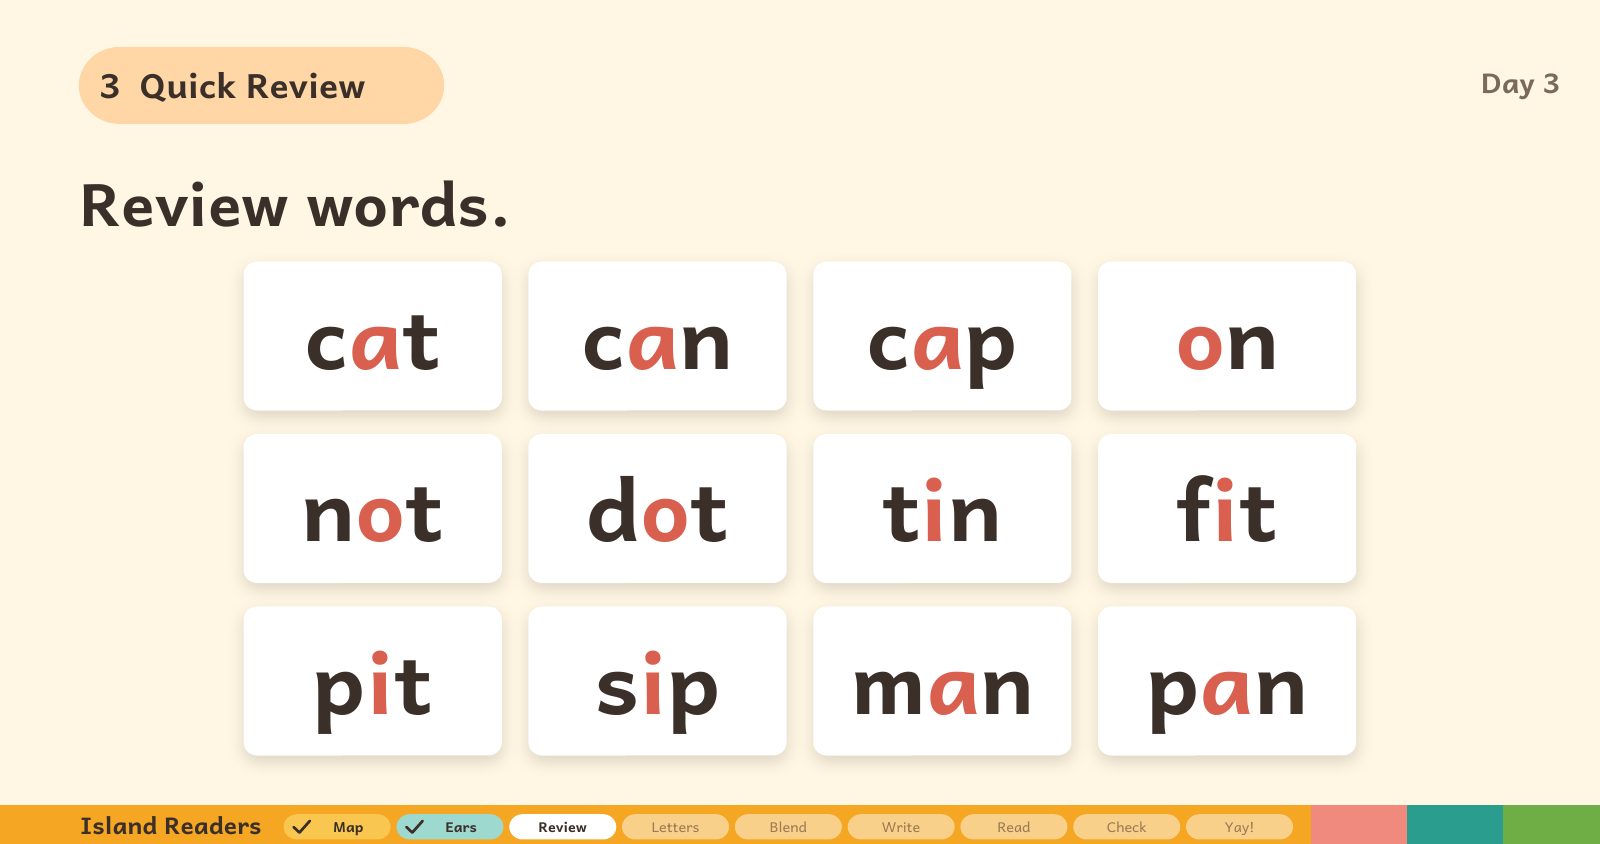 3 Quick Review
Day 3
Review words.
cat can cap on
not dot tin fit
pit sip man pan
Island Readers Map Ears Review Letters Blend Write Read Check Yay!